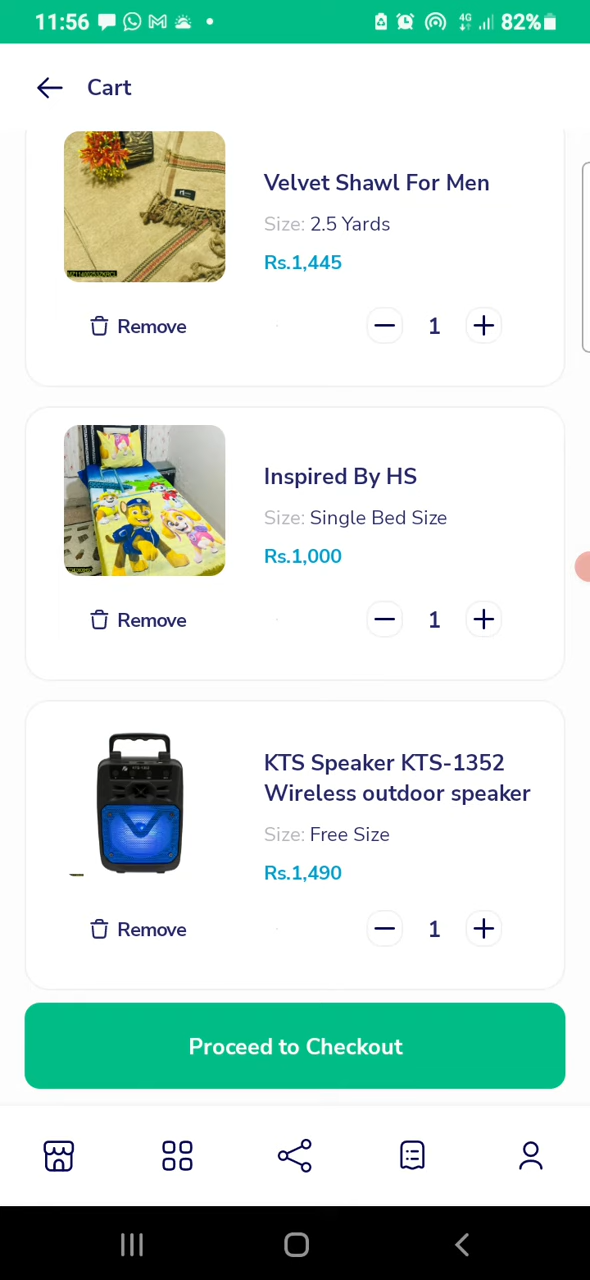 11:56
4G
82%
Cart
Velvet Shawl For Men
Size: 2.5 Yards
Rs.1,445
Remove
1
Inspired By HS
Size: Single Bed Size
Rs.1,000
Remove
1
KTS Speaker KTS-1352
Wireless outdoor speaker
Size: Free Size
Rs.1,490
Remove
1
Proceed to Checkout